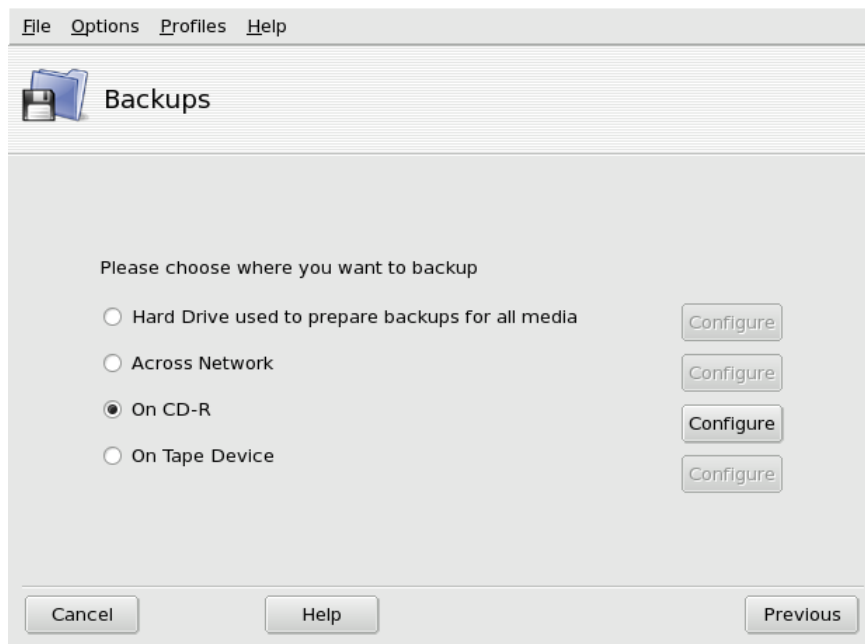 File Options Profiles Help
Backups
Please choose where you want to backup
Hard Drive used to prepare backups for all media
Configure
Across Network
Configure
On CD-R
Configure
On Tape Device
Configure
Cancel Help Previous